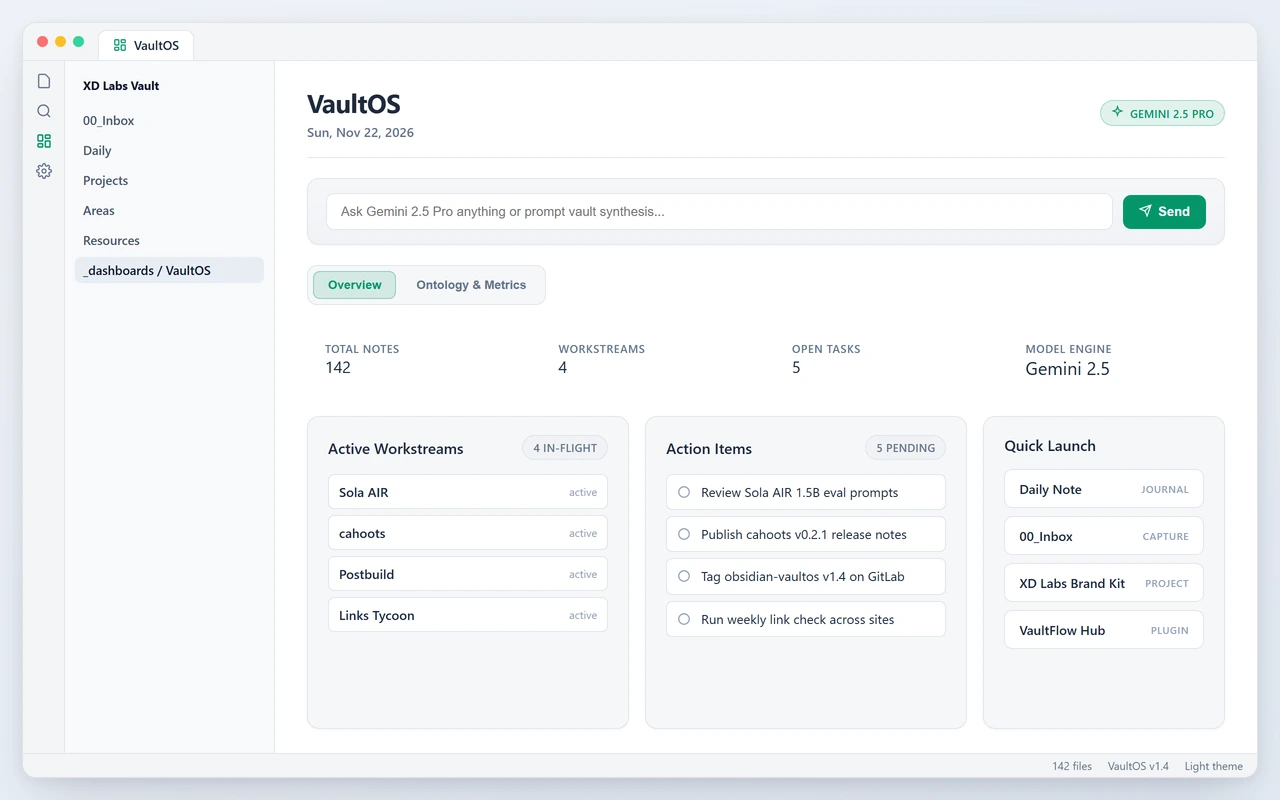 VaultOS
XD Labs Vault
00_Inbox
Daily
Projects
Areas
Resources
_dashboards / VaultOS
VaultOS
Sun, Nov 22, 2026
GEMINI 2.5 PRO
Ask Gemini 2.5 Pro anything or prompt vault synthesis...
Send
Overview
Ontology & Metrics
TOTAL NOTES
142
WORKSTREAMS
4
OPEN TASKS
5
MODEL ENGINE
Gemini 2.5
Active Workstreams
4 IN-FLIGHT
Sola AIR active
cahoots active
Postbuild active
Links Tycoon active
Action Items
5 PENDING
Review Sola AIR 1.5B eval prompts
Publish cahoots v0.2.1 release notes
Tag obsidian-vaultos v1.4 on GitLab
Run weekly link check across sites
Quick Launch
Daily Note JOURNAL
00_Inbox CAPTURE
XD Labs Brand Kit PROJECT
VaultFlow Hub PLUGIN
142 files VaultOS v1.4 Light theme